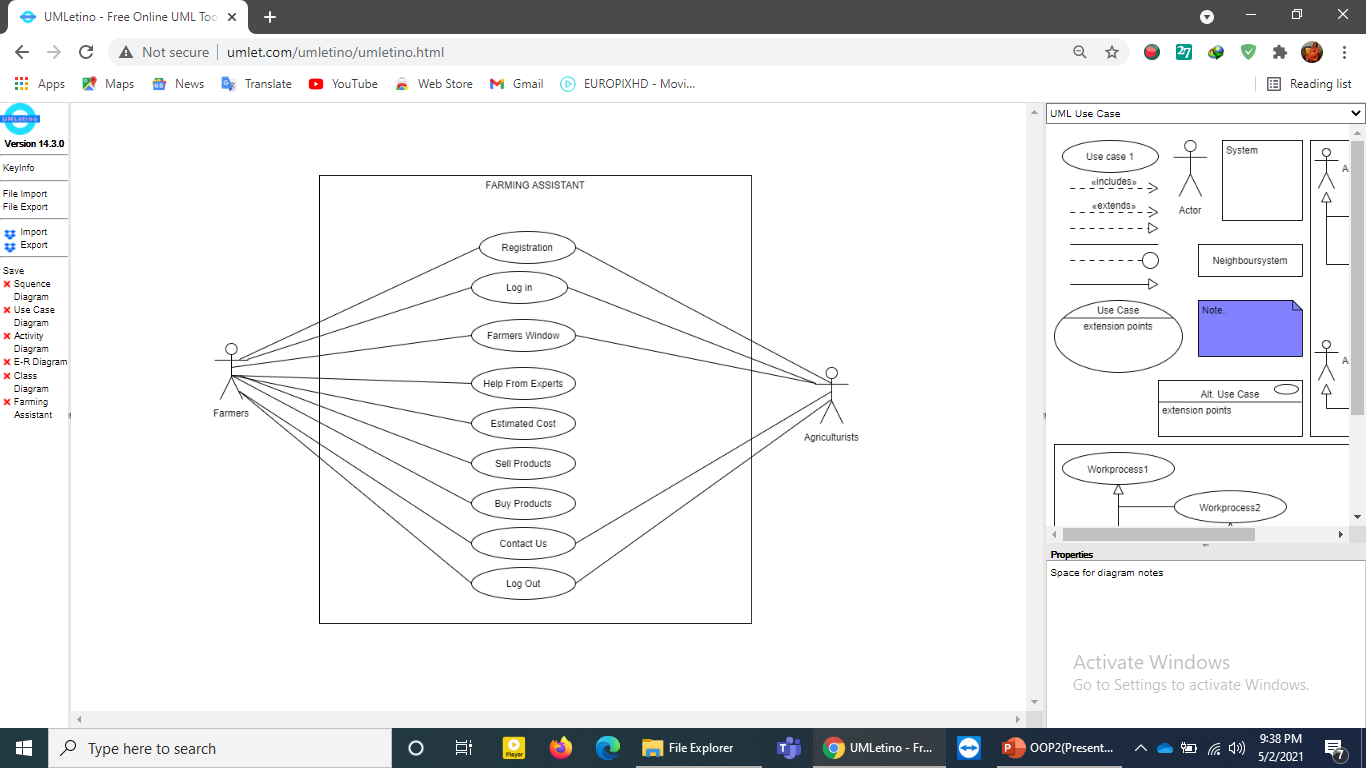 UMLetino - Free Online UML Too
Not secure
umlet.com/umletino/umletino.html
27
Apps
Maps
News
Translate
YouTube
Web Store
Gmail
EUROPIXHD - Movi...
Reading list
UMLetino
Version 14.3.0
KeyInfo
File Import
File Export
Import
Export
Save
Squence
Diagram
Use Case
Diagram
Activity
Diagram
E-R Diagram
Class
Diagram
Farming
Assistant
FARMING ASSISTANT
Registration
Log in
Farmers Window
Help From Experts
Estimated Cost
Sell Products
Buy Products
Contact Us
Log Out
Farmers
Agriculturists
UML Use Case
Use case 1
«includes»
«extends»
Actor
System
Neighboursystem
Use Case
extension points
Note..
Alt. Use Case
extension points
A
A
Workprocess1
Workprocess2
Properties
Space for diagram notes
Activate Windows
Go to Settings to activate Windows.
Type here to search
Player
File Explorer
UMLetino - Fr...
OOP2(Present...
9:38 PM
5/2/2021
7